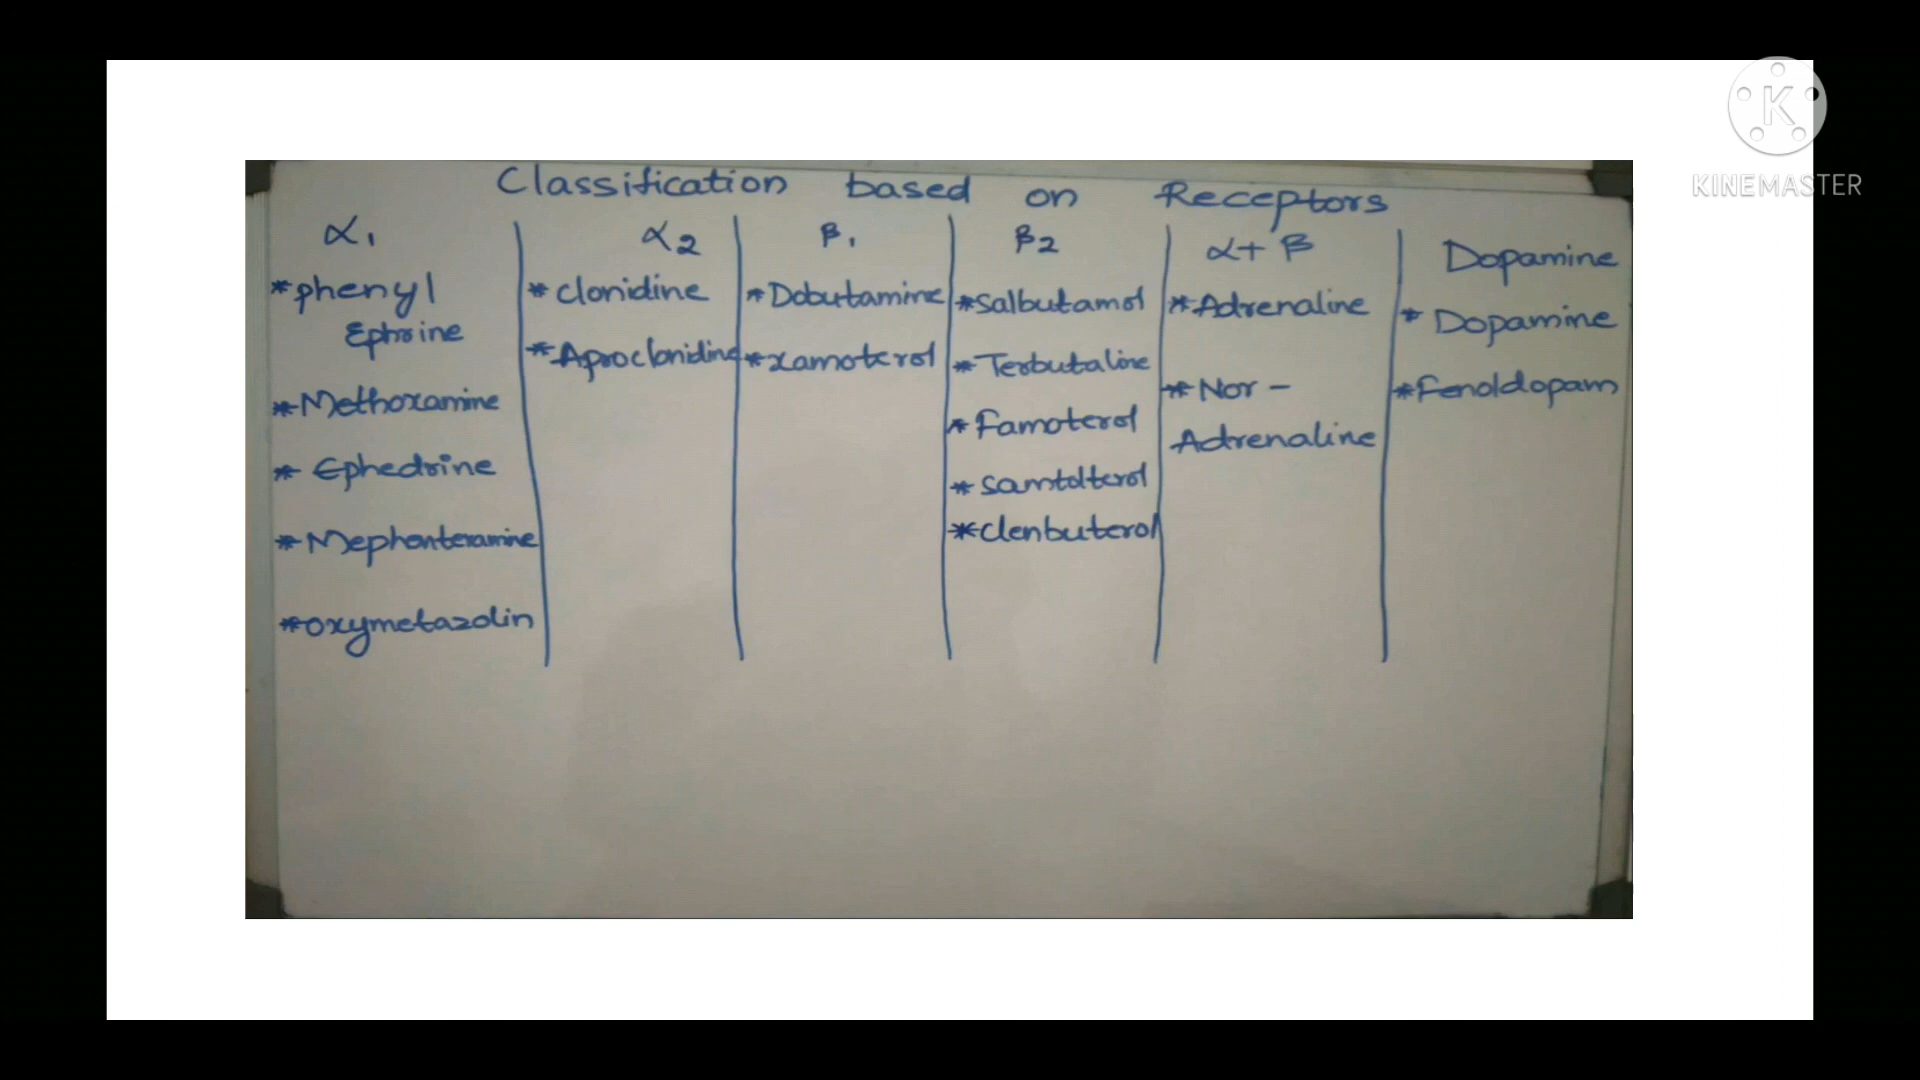 Classification based on Receptors
α1
*phenyl
Ephrine
*Methoxamine
* Ephedrine
*Mephenteramine
*oxymetazolin
α2
*clonidine
*Aproclonidine
β1
*Dobutamine
*xamoterol
β2
*salbutamol
*Terbutaline
*Famoterol
*samtolterol
*clenbuterol
α+ β
*Adrenaline
*Nor -
Adrenaline
Dopamine
* Dopamine
*Fenoldopam
K
KINEMASTER